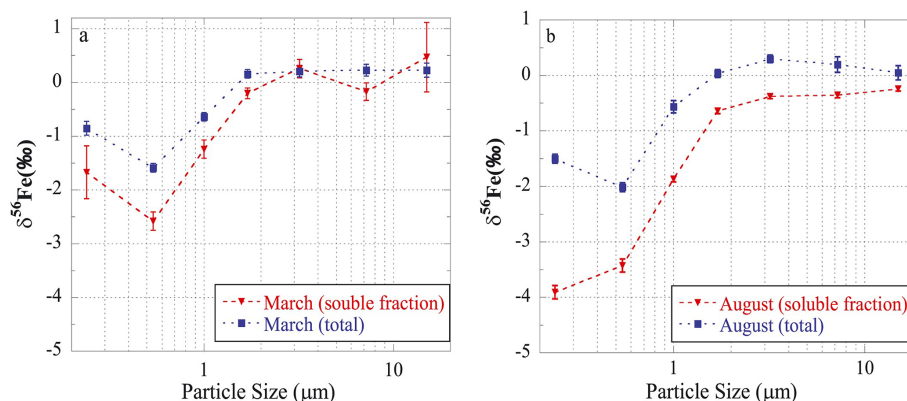 a
1
0
-1
-2
-3
-4
-5
δ56Fe(‰)
March (souble fraction)
March (total)
1
10
Particle Size (μm)
b
1
0
-1
-2
-3
-4
-5
δ56Fe(‰)
August (soluble fraction)
August (total)
1
10
Particle Size (μm)